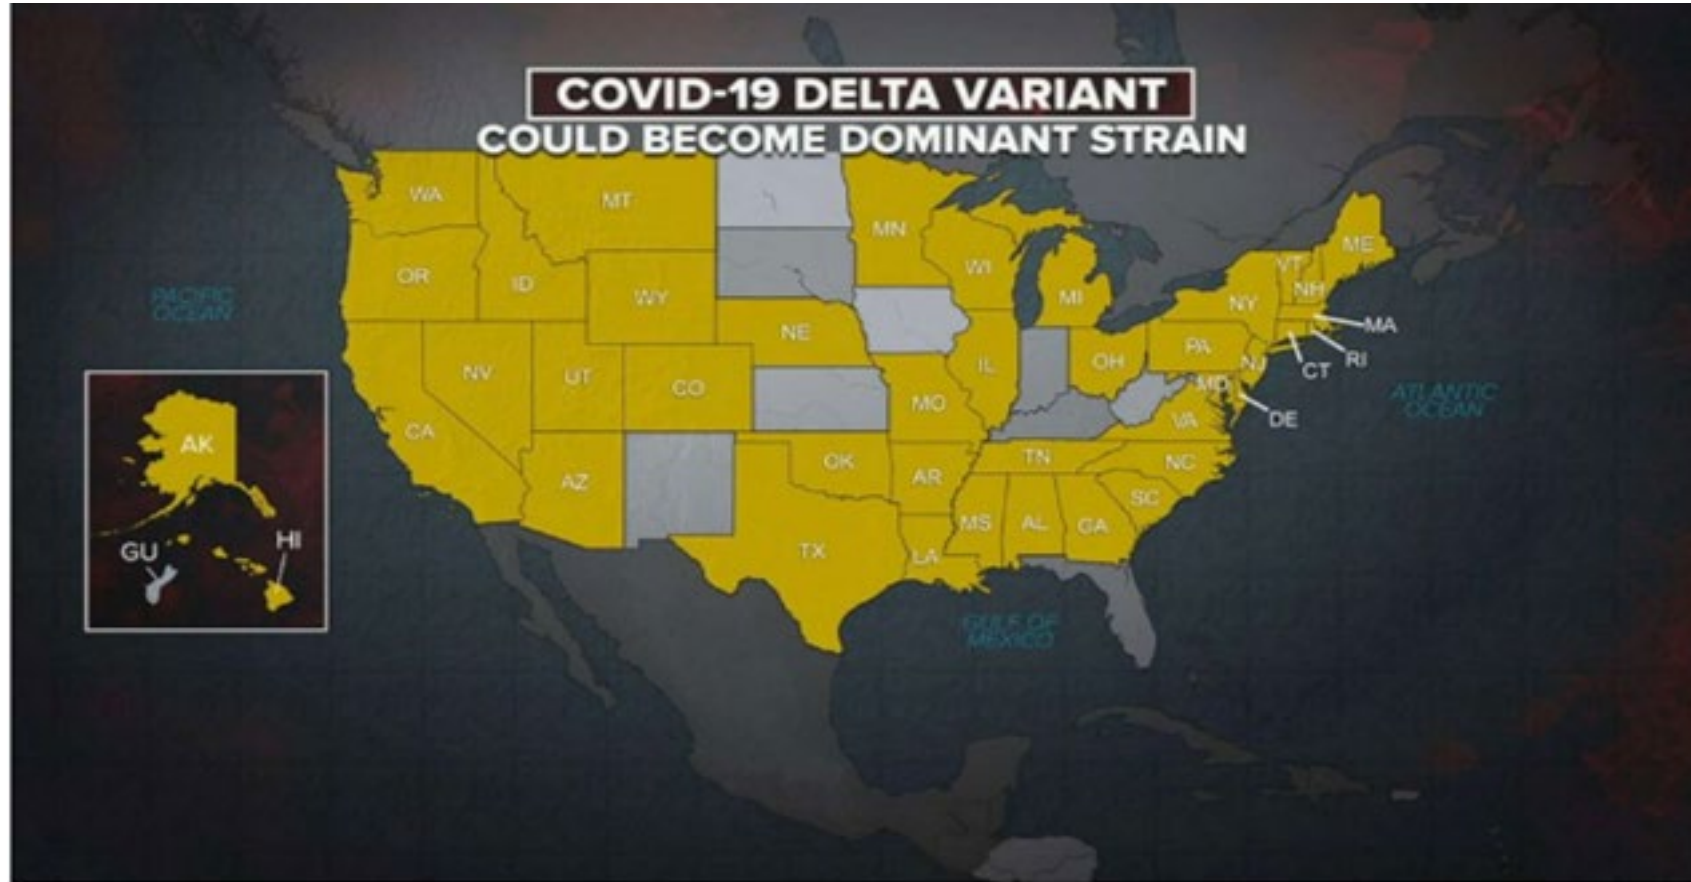 COVID-19 DELTA VARIANT
COULD BECOME DOMINANT STRAIN
WA
MT
MN
ME
OR
ID
WI
VT
NH
WY
MI
NY
PACIFIC
OCEAN
NE
MA
NV
UT
CO
IL
OH
PA
NJ
RI
CT
MO
MD
ATLANTIC
OCEAN
CA
VA
DE
AK
AZ
OK
AR
TN
NC
SC
MS
AL
GA
GU
HI
TX
LA
GULF OF
MEXICO